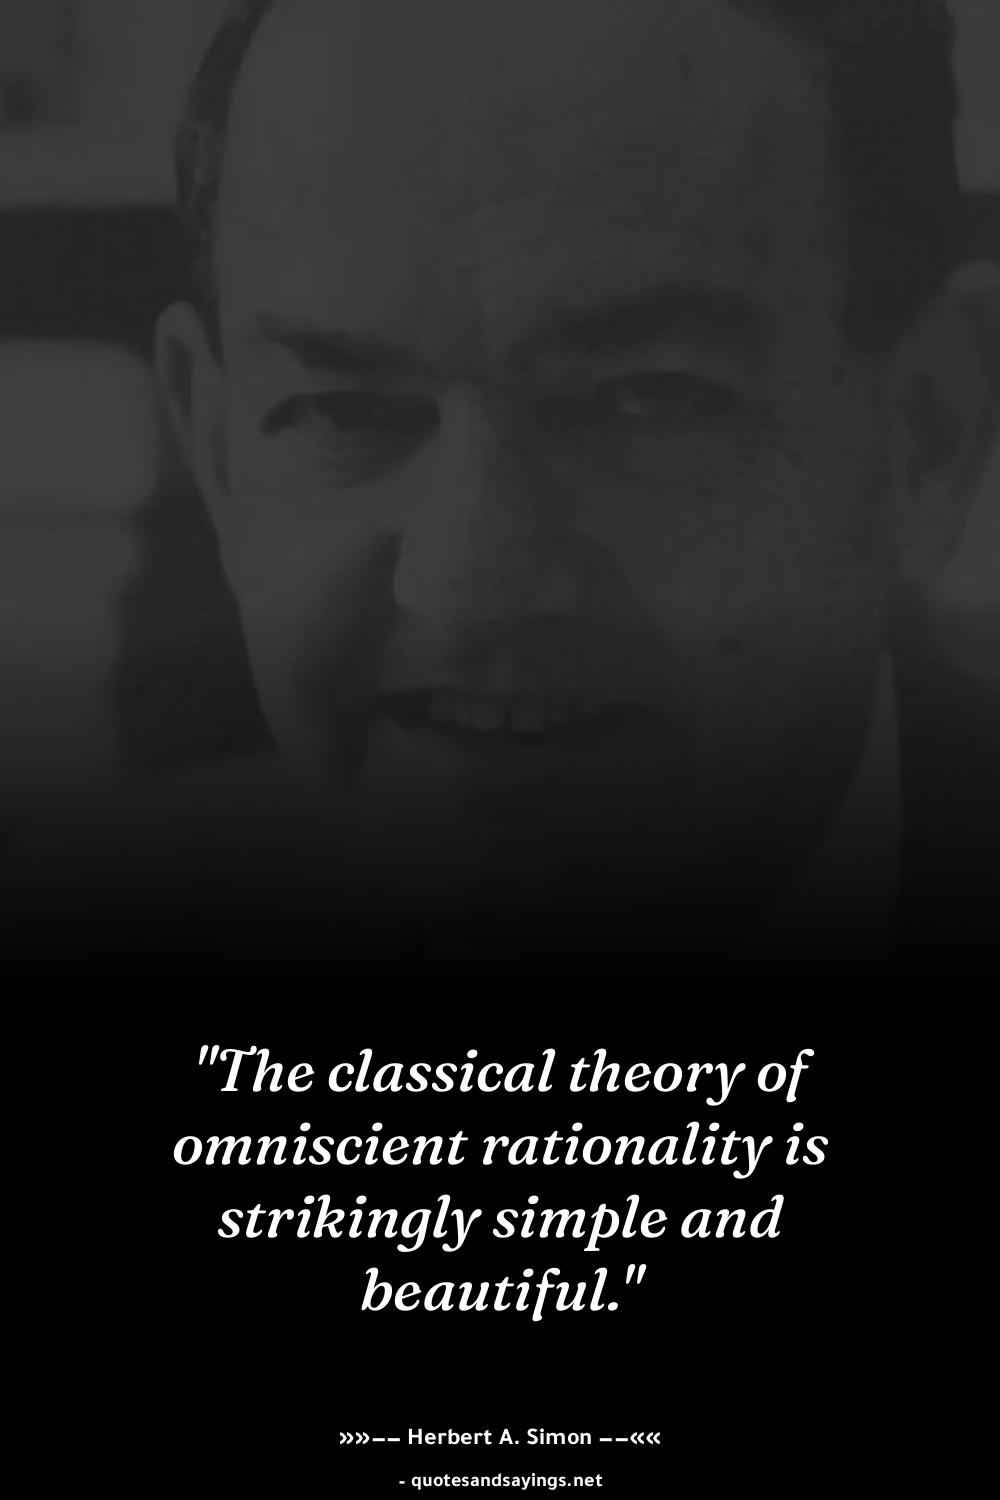 "The classical theory of
omniscient rationality is
strikingly simple and
beautiful."
»»−− Herbert A. Simon −−««
- quotesandsayings.net